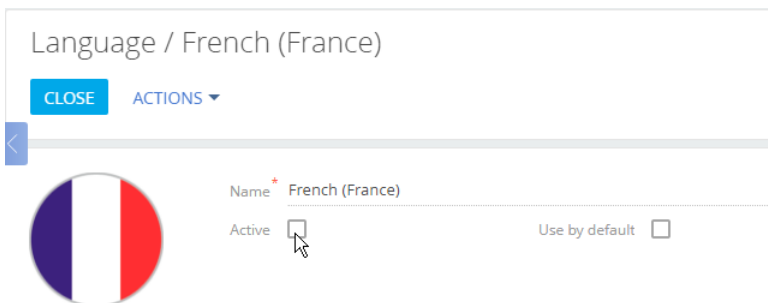 Language / French (France)
CLOSE ACTIONS
Name* French (France)
Active Use by default